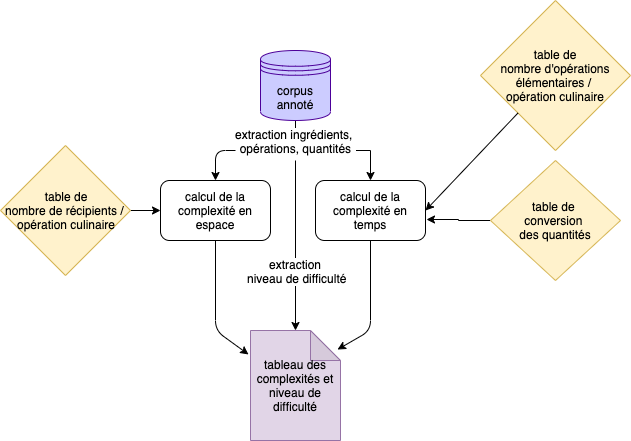 table de
nombre d'opérations
élémentaires /
opération culinaire
corpus
annoté
extraction ingrédients,
opérations, quantités
table de
nombre de récipients /
opération culinaire
calcul de la
complexité en
espace
calcul de la
complexité en
temps
table de
conversion
des quantités
extraction
niveau de difficulté
tableau des
complexités et
niveau de
difficulté